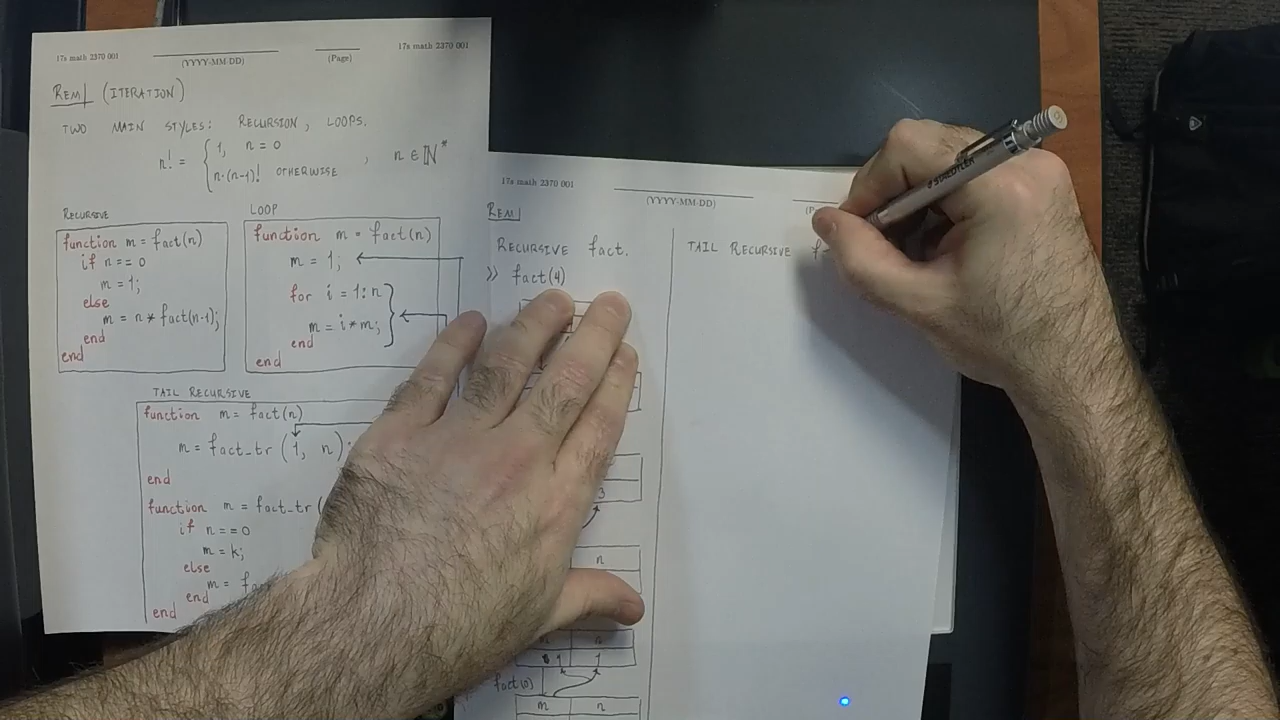 17s math 2370 001
(YYYY-MM-DD)
(Page)
17s math 2370 001
REM (ITERATION)
TWO MAIN STYLES: RECURSION, LOOPS.
n! = { 1, n = 0
n·(n-1)! OTHERWISE , n ∈ ℕ*
RECURSIVE
function m = fact(n)
if n == 0
m = 1;
else
m = n * fact(n-1);
end
end
LOOP
function m = fact(n)
m = 1;
for i = 1:n
m = i * m;
end
end
TAIL RECURSIVE
function m = fact(n)
m = fact_tr (1, n);
end
function m = fact_tr (
if n == 0
m = k;
else
m =
end
end
17s math 2370 001
(YYYY-MM-DD)
REM
RECURSIVE fact.
>> fact(4)
3
n
1
fact(0)
m n
TAIL RECURSIVE
STAEDTLER